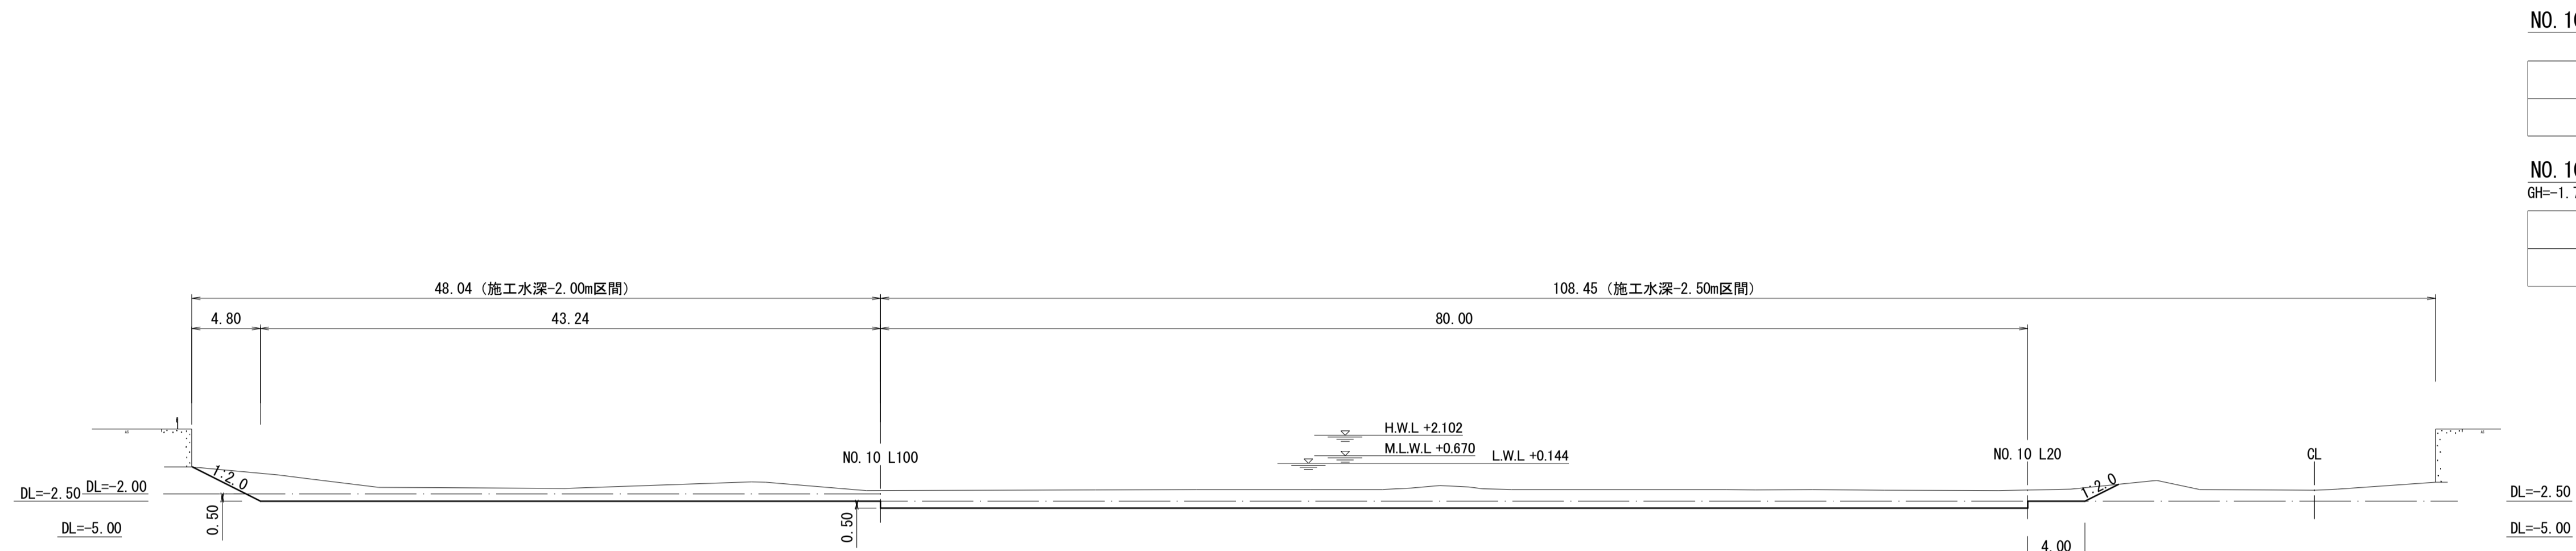 NO. 10
NO. 10
GH=-1.7
48.04 (施工水深-2.00m区間)
108.45 (施工水深-2.50m区間)
4.80
43.24
80.00
H.W.L +2.102
M.L.W.L +0.670
L.W.L +0.144
NO. 10 L100
NO. 10 L20
CL
1:2.0
1:2.0
DL=-2.50
DL=-2.00
DL=-2.50
0.50
0.50
DL=-5.00
DL=-5.00
4.00